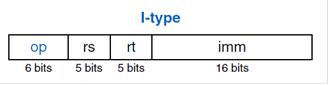 I-type
op rs rt imm
6 bits 5 bits 5 bits 16 bits